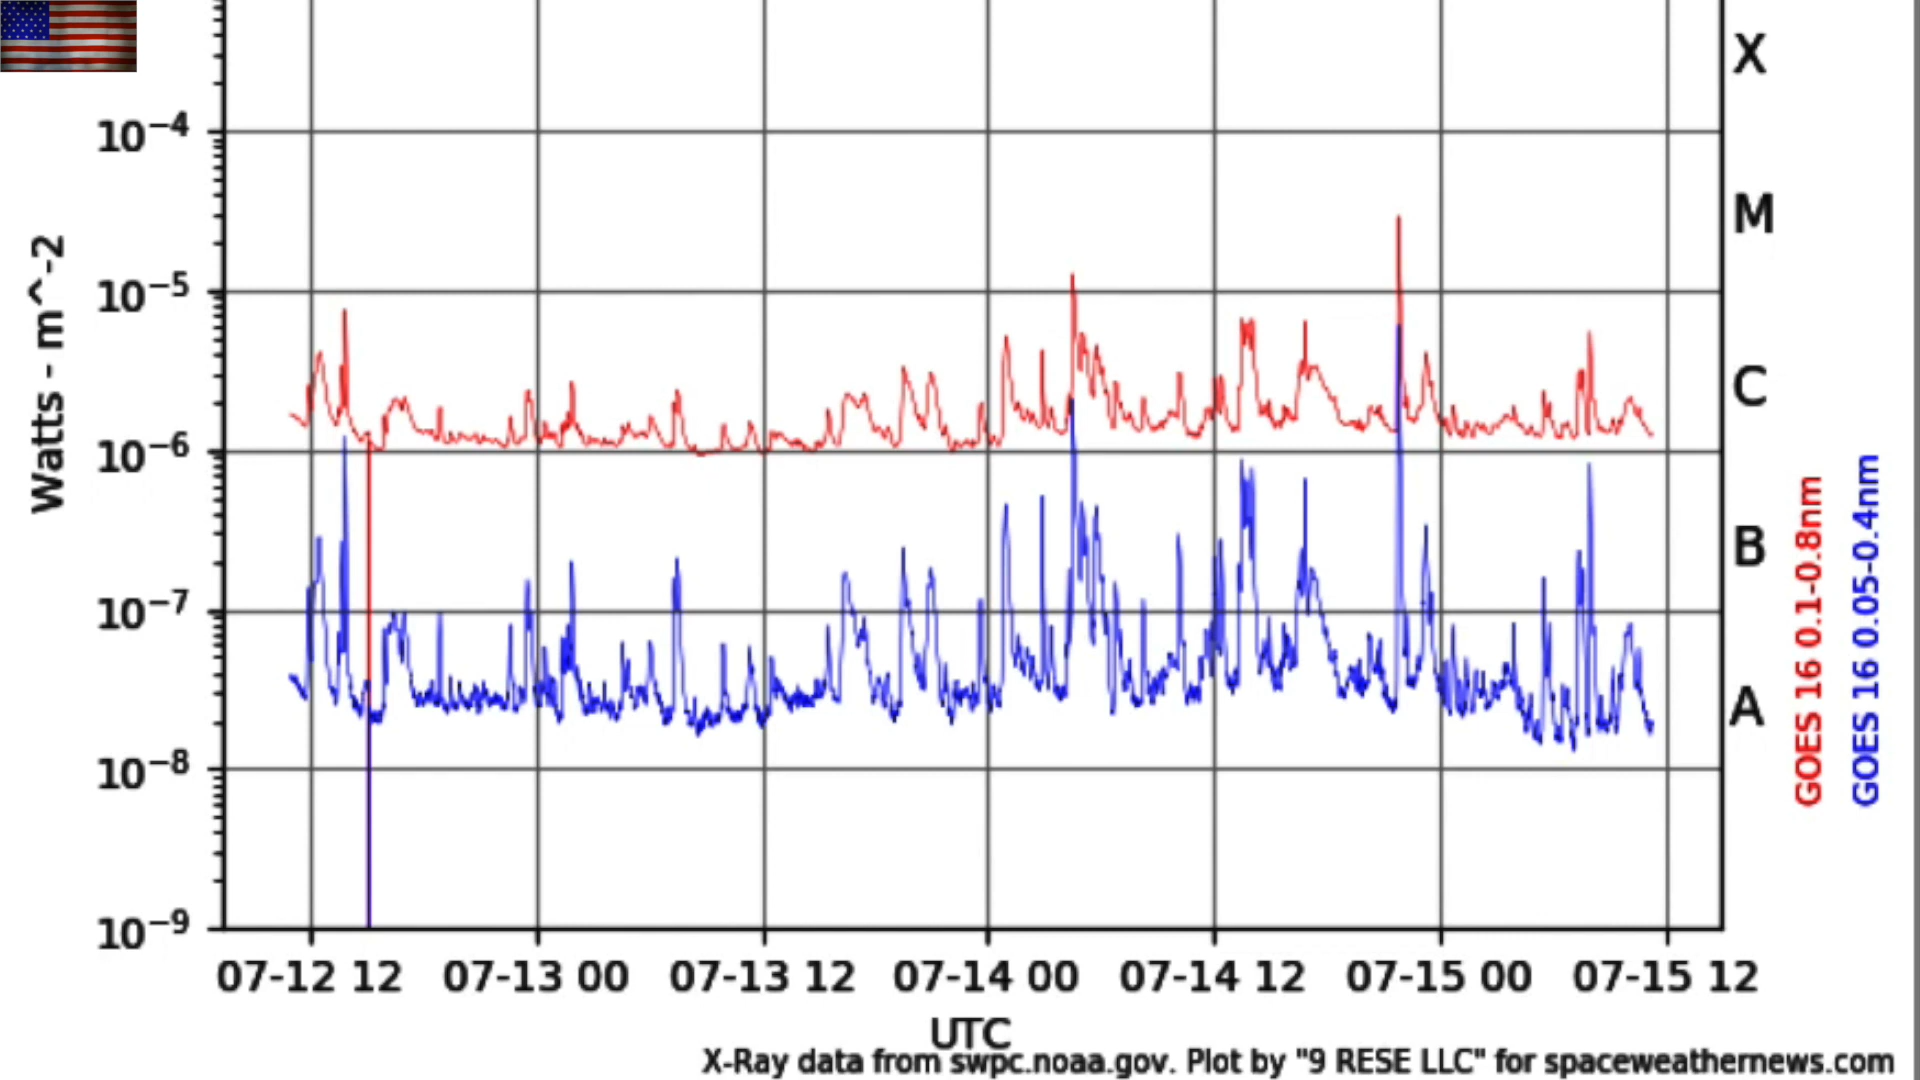 X
10−4
M
10−5
C
10−6
B
10−7
A
10−8
10−9
Watts - m^-2
GOES 16 0.1-0.8nm
GOES 16 0.05-0.4nm
07-12 12 07-13 00 07-13 12 07-14 00 07-14 12 07-15 00 07-15 12
UTC
X-Ray data from swpc.noaa.gov. Plot by "9 RESE LLC" for spaceweathernews.com